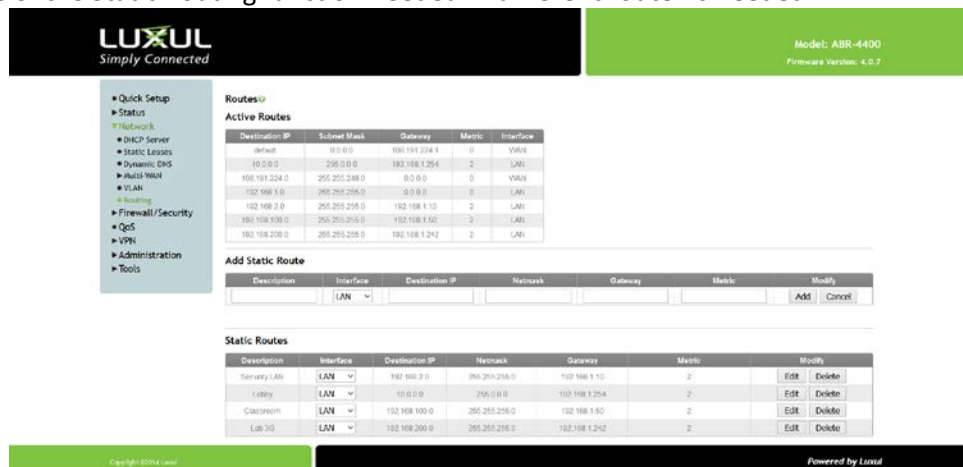 LUXUL
Simply Connected
Model: ABR-4400
Firmware Version: 4.0.7
Quick Setup
Status
Network
DHCP Server
Static Leases
Dynamic DNS
Multi-WAN
VLAN
Routing
Firewall/Security
QoS
VPN
Administration
Tools
Routes
Active Routes
Destination IP Subnet Mask Gateway Metric Interface
default 0.0.0.0 108.191.224.1 0 WAN
10.0.0.0 255.0.0.0 192.168.1.254 2 LAN
108.191.224.0 255.255.248.0 0.0.0.0 0 WAN
192.168.1.0 255.255.255.0 0.0.0.0 0 LAN
192.168.2.0 255.255.255.0 192.168.1.10 2 LAN
192.168.100.0 255.255.255.0 192.168.1.50 2 LAN
192.168.200.0 255.255.255.0 192.168.1.242 2 LAN
Add Static Route
Description Interface Destination IP Netmask Gateway Metric Modify
LAN Add Cancel
Static Routes
Description Interface Destination IP Netmask Gateway Metric Modify
Security LAN LAN 192.168.2.0 255.255.255.0 192.168.1.10 2 Edit Delete
Lobby LAN 10.0.0.0 255.0.0.0 192.168.1.254 2 Edit Delete
Classroom LAN 192.168.100.0 255.255.255.0 192.168.1.50 2 Edit Delete
Lab 3G LAN 192.168.200.0 255.255.255.0 192.168.1.242 2 Edit Delete
Copyright ©2014 Luxul
Powered by Luxul